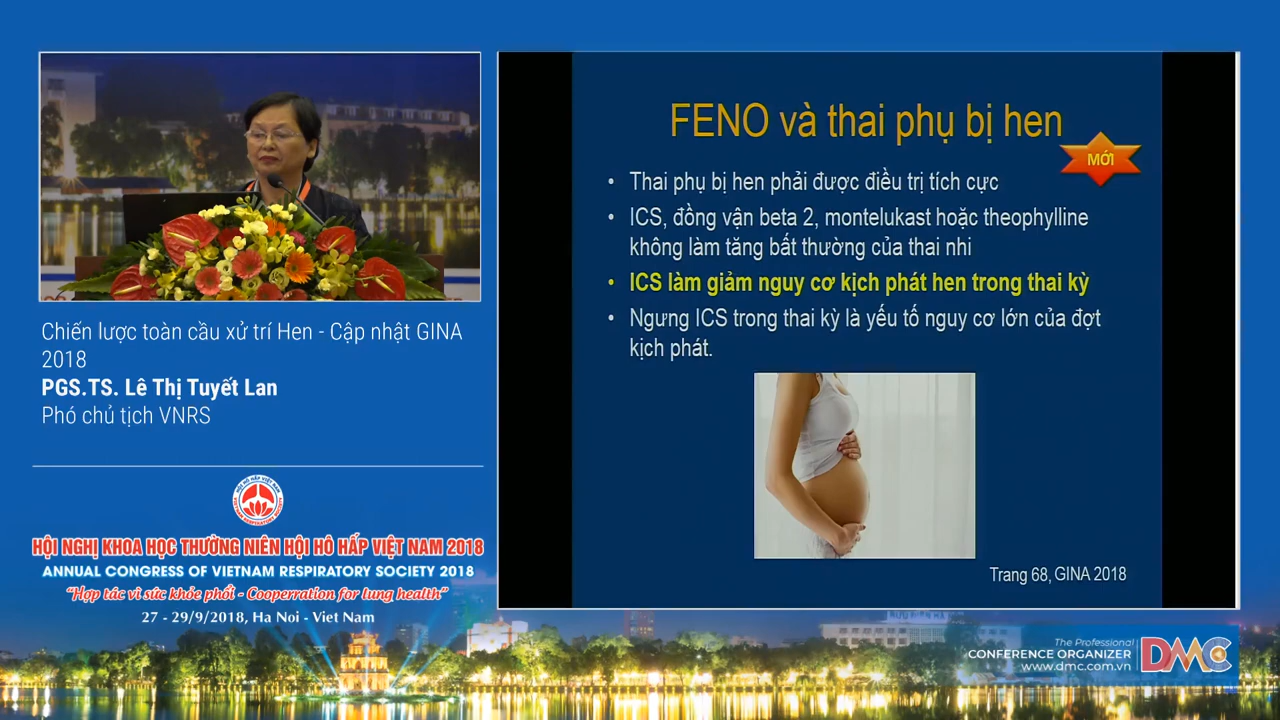 FENO và thai phụ bị hen
MỚI
• Thai phụ bị hen phải được điều trị tích cực
• ICS, đồng vận beta 2, montelukast hoặc theophylline
không làm tăng bất thường của thai nhi
• ICS làm giảm nguy cơ kịch phát hen trong thai kỳ
• Ngưng ICS trong thai kỳ là yếu tố nguy cơ lớn của đợt
kịch phát.
Trang 68, GINA 2018
Chiến lược toàn cầu xử trí Hen - Cập nhật GINA
2018
PGS.TS. Lê Thị Tuyết Lan
Phó chủ tịch VNRS
HỘI NGHỊ KHOA HỌC THƯỜNG NIÊN HỘI HÔ HẤP VIỆT NAM 2018
ANNUAL CONGRESS OF VIETNAM RESPIRATORY SOCIETY 2018
"Hợp tác vì sức khỏe phổi - Cooperration for lung health"
27 - 29/9/2018, Ha Noi - Viet Nam
The Professional
CONFERENCE ORGANIZER
www.dmc.com.vn
DMC